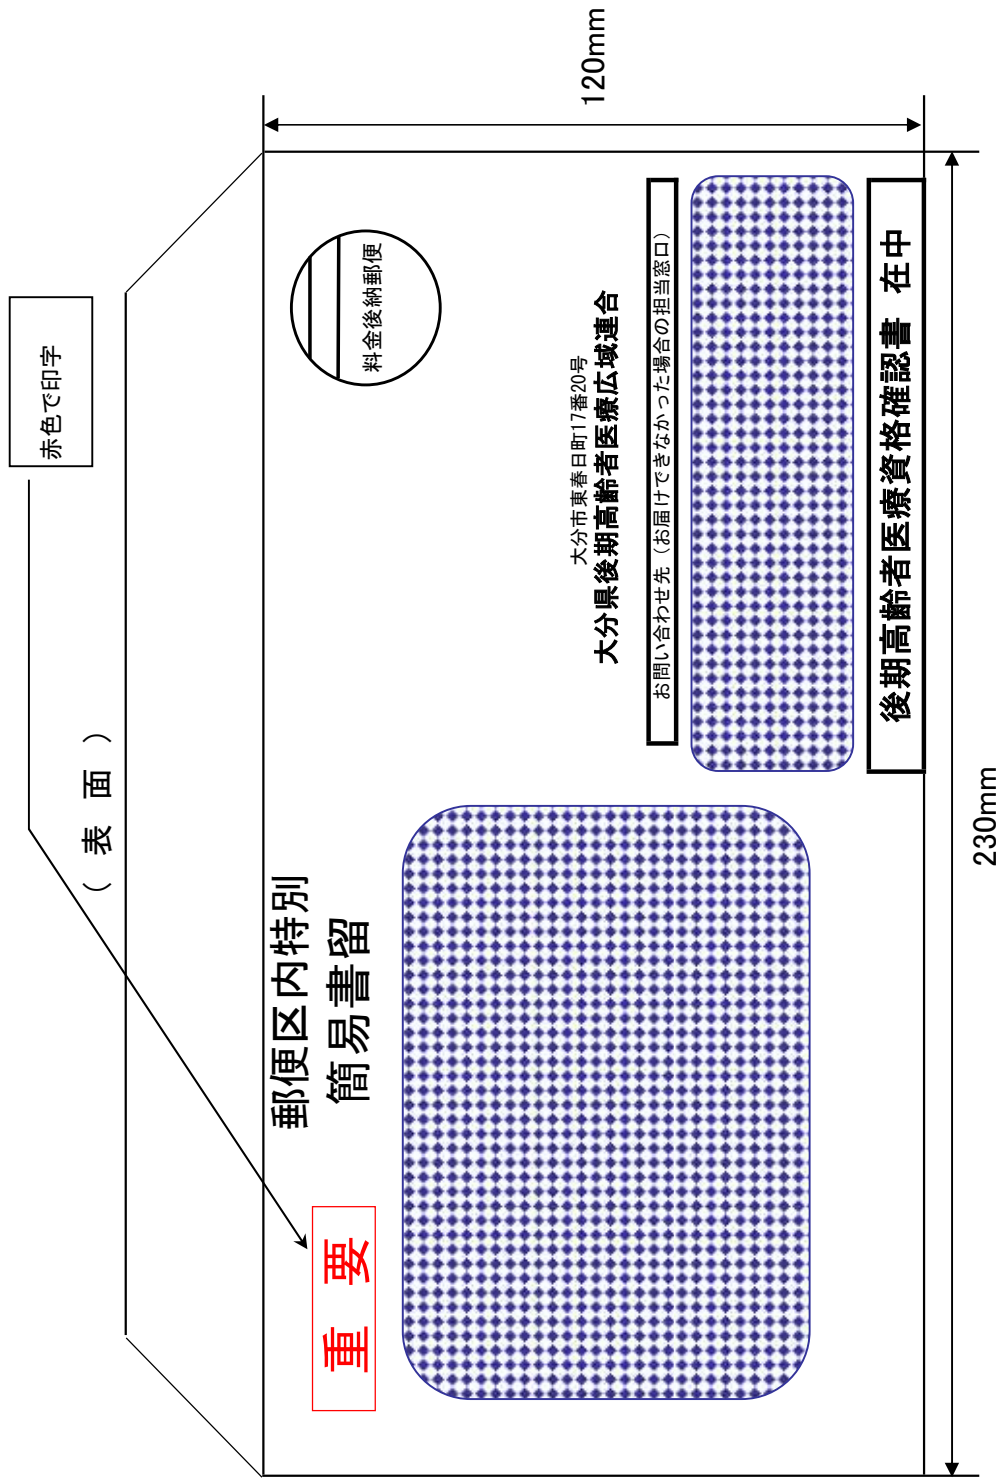 赤色で印字
（ 表 面 ）
郵便区内特別
簡易書留
重 要
料金後納郵便
大分市東春日町17番20号
大分県後期高齢者医療広域連合
お問い合わせ先（お届けできなかった場合の担当窓口）
後期高齢者医療資格確認書 在中
120mm
230mm